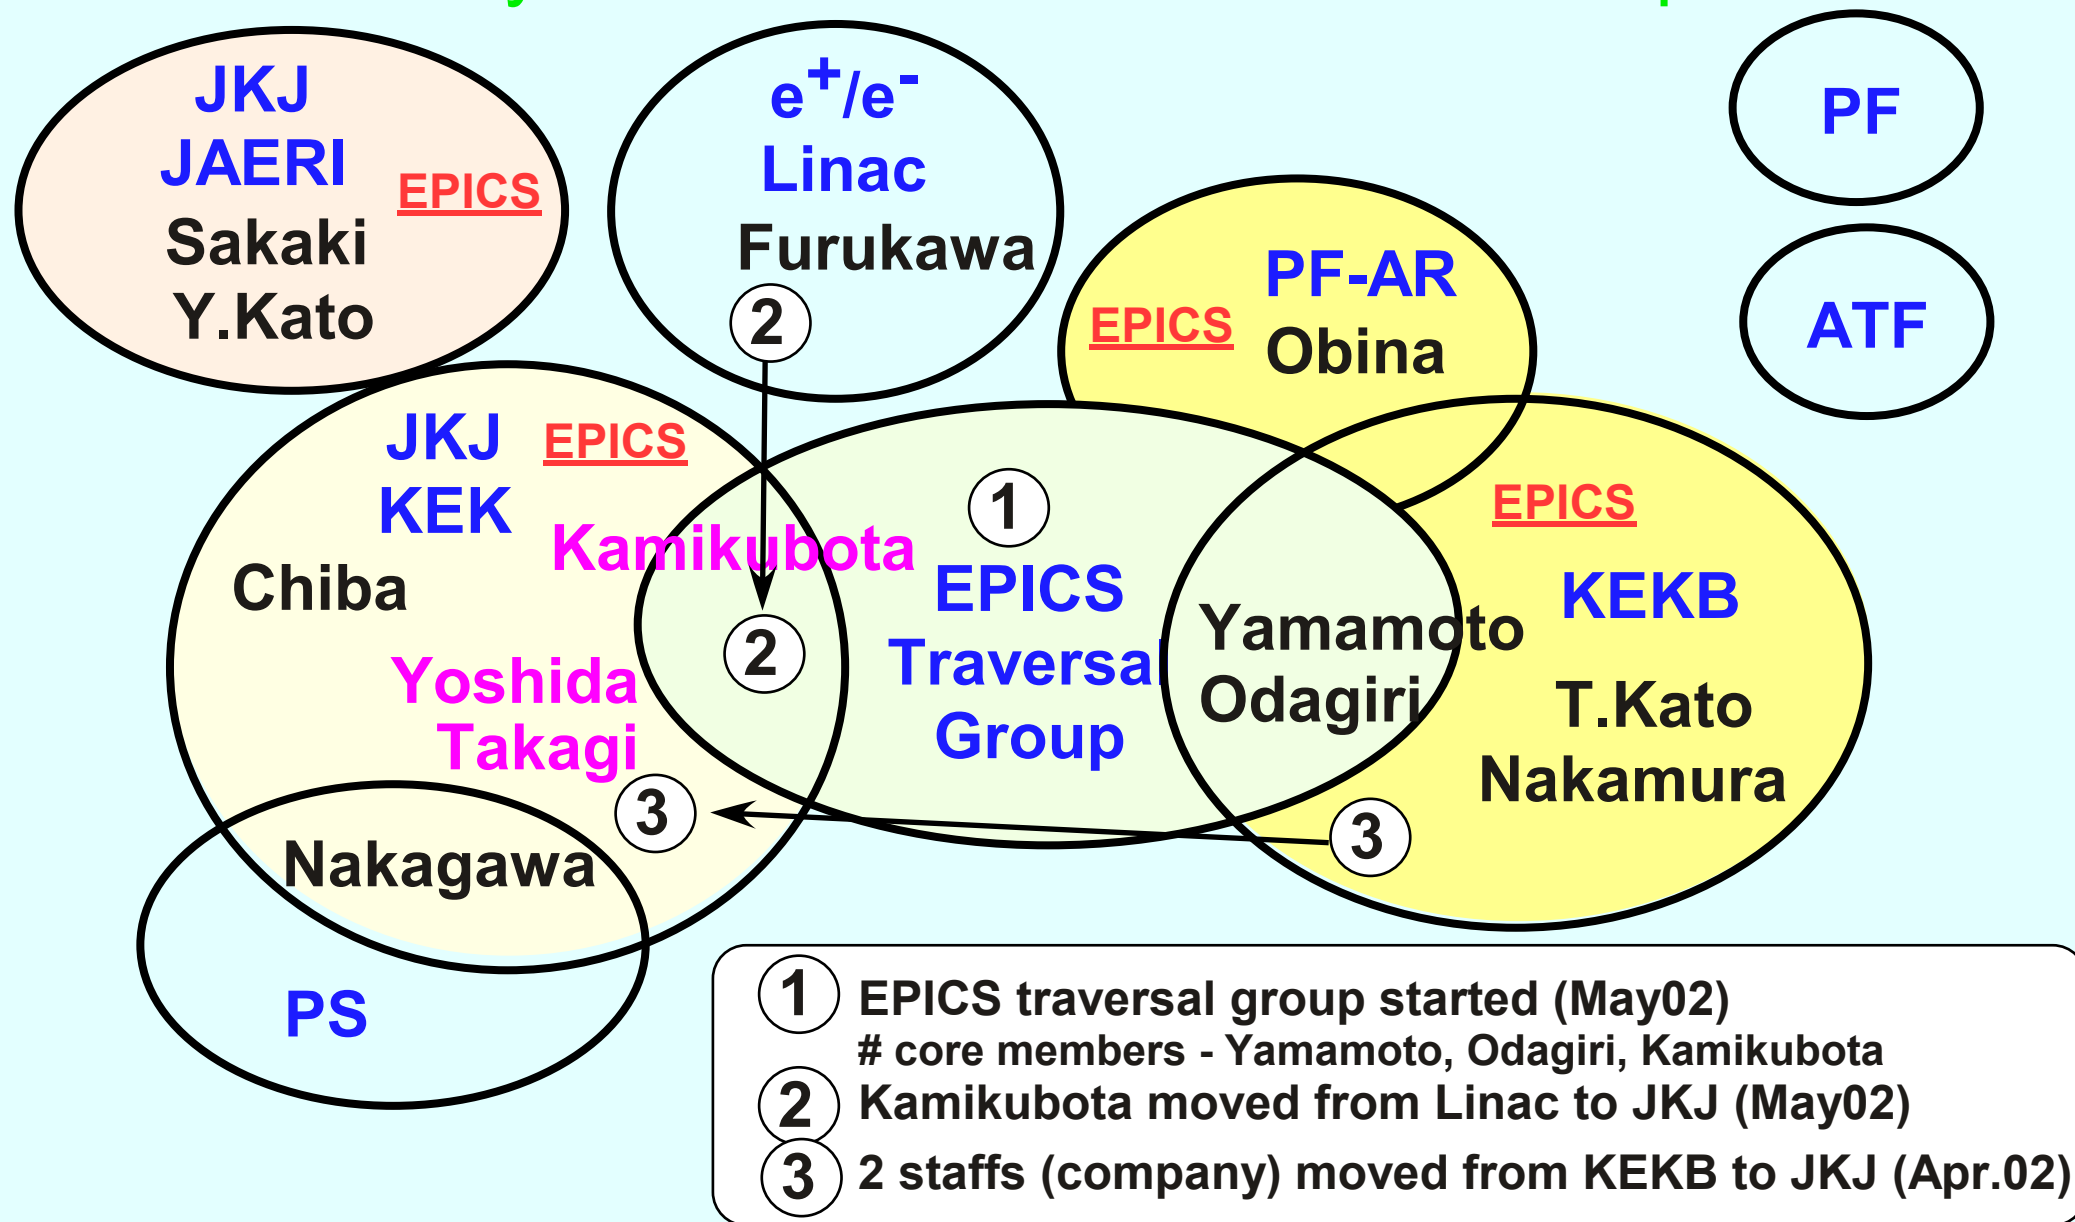 JKJ
JAERI
EPICS
Sakaki
Y.Kato
e+/e-
Linac
Furukawa
2
PF
ATF
PF-AR
EPICS
Obina
JKJ
EPICS
KEK
Kamikubota
Chiba
2
Yoshida
Takagi
3
Nakagawa
PS
1
EPICS
Traversal
Group
Yamamoto
Odagiri
EPICS
KEKB
T.Kato
Nakamura
3
1 EPICS traversal group started (May02)
# core members - Yamamoto, Odagiri, Kamikubota
2 Kamikubota moved from Linac to JKJ (May02)
3 2 staffs (company) moved from KEKB to JKJ (Apr.02)